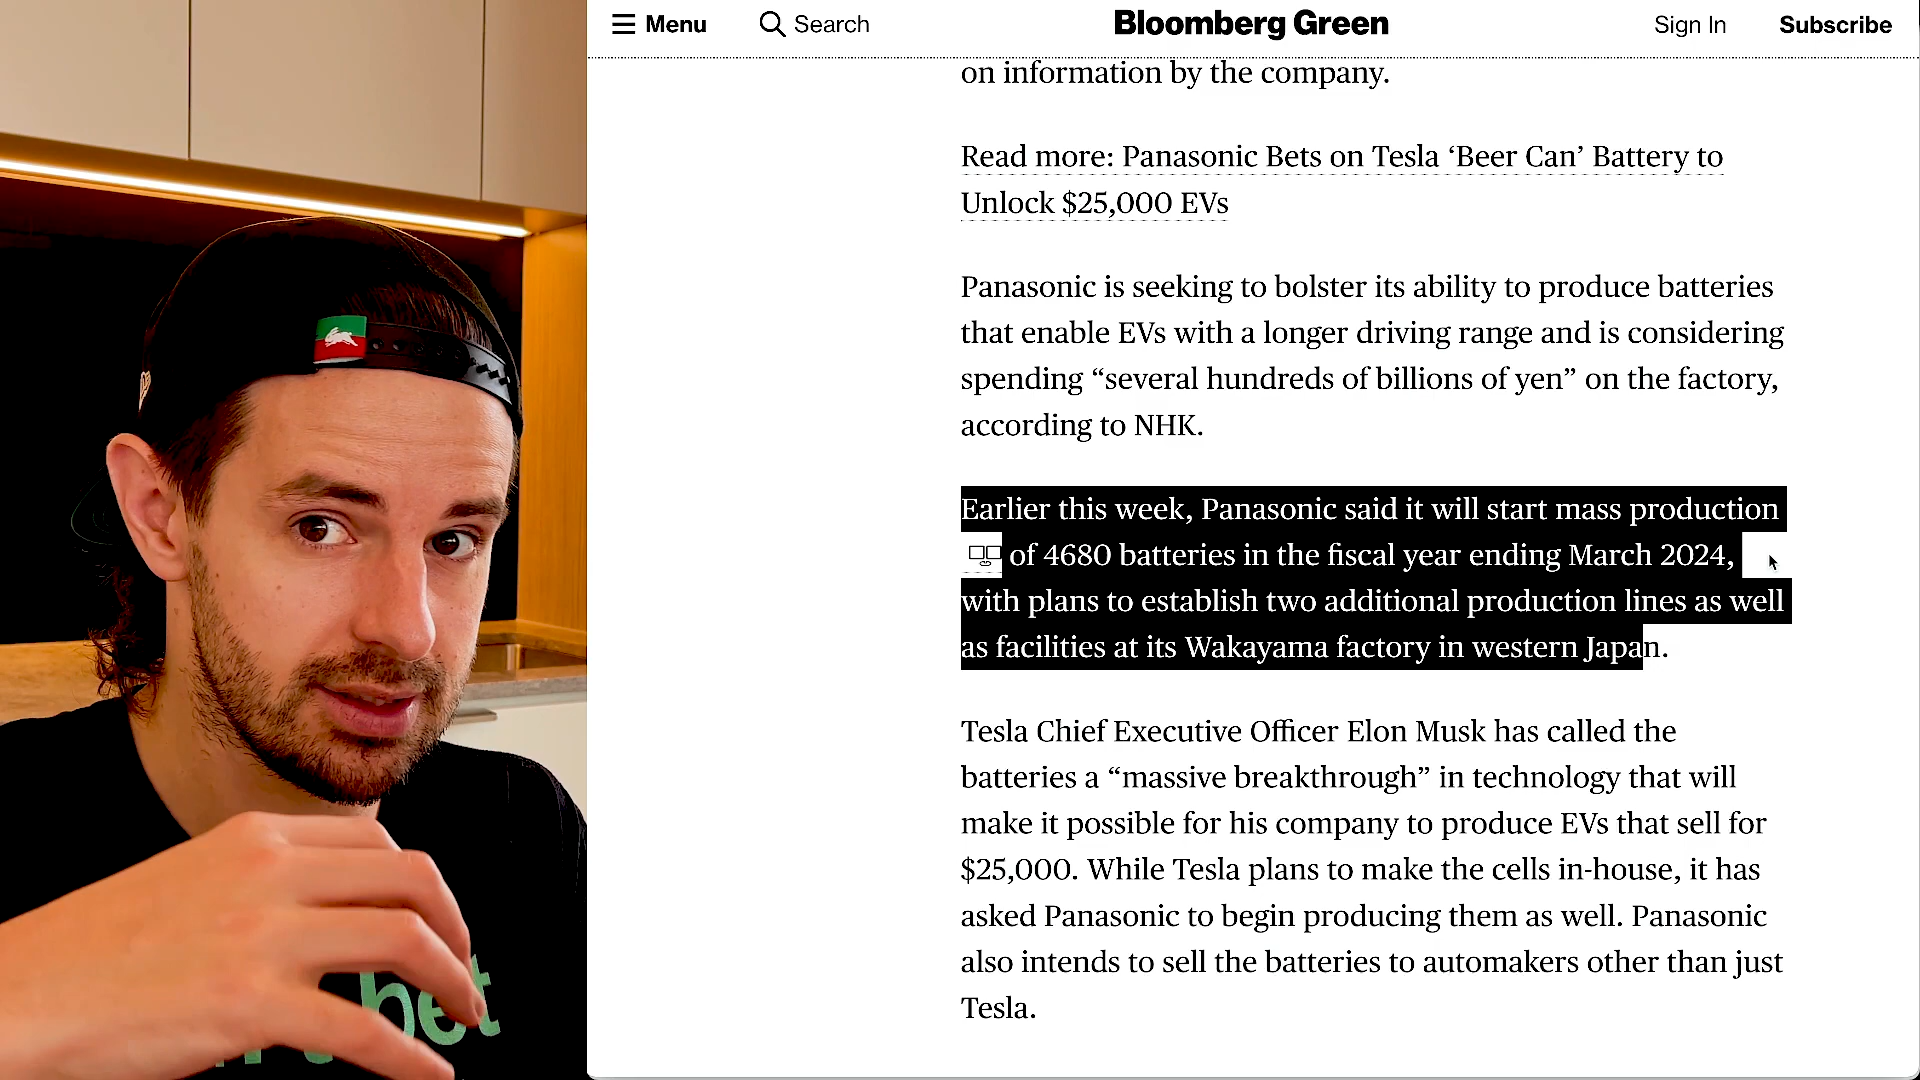 Menu
Search
Bloomberg Green
Sign In
Subscribe
on information by the company.
Read more: Panasonic Bets on Tesla ‘Beer Can’ Battery to
Unlock $25,000 EVs
Panasonic is seeking to bolster its ability to produce batteries
that enable EVs with a longer driving range and is considering
spending “several hundreds of billions of yen” on the factory,
according to NHK.
Earlier this week, Panasonic said it will start mass production
of 4680 batteries in the fiscal year ending March 2024,
with plans to establish two additional production lines as well
as facilities at its Wakayama factory in western Japan.
Tesla Chief Executive Officer Elon Musk has called the
batteries a “massive breakthrough” in technology that will
make it possible for his company to produce EVs that sell for
$25,000. While Tesla plans to make the cells in-house, it has
asked Panasonic to begin producing them as well. Panasonic
also intends to sell the batteries to automakers other than just
Tesla.